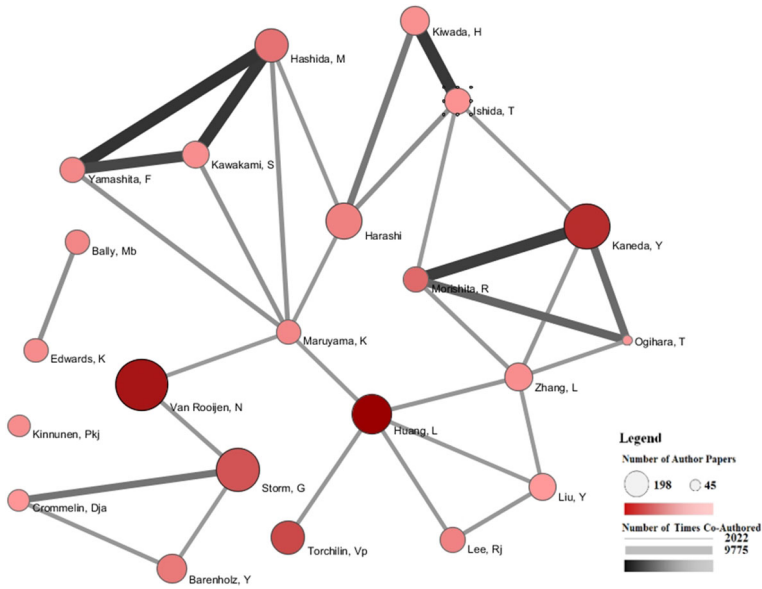 Kiwada, H
Hashida, M
Ishida, T
Kawakami, S
Yamashita, F
Harashi
Kaneda, Y
Bally, Mb
Morishita, R
Maruyama, K
Ogihara, T
Edwards, K
Zhang, L
Van Rooijen, N
Huang, L
Kinnunen, Pkj
Legend
Number of Author Papers
198 45
Storm, G
Liu, Y
Crommelin, Dja
Number of Times Co-Authored
2022
9775
Torchilin, Vp
Lee, Rj
Barenholz, Y